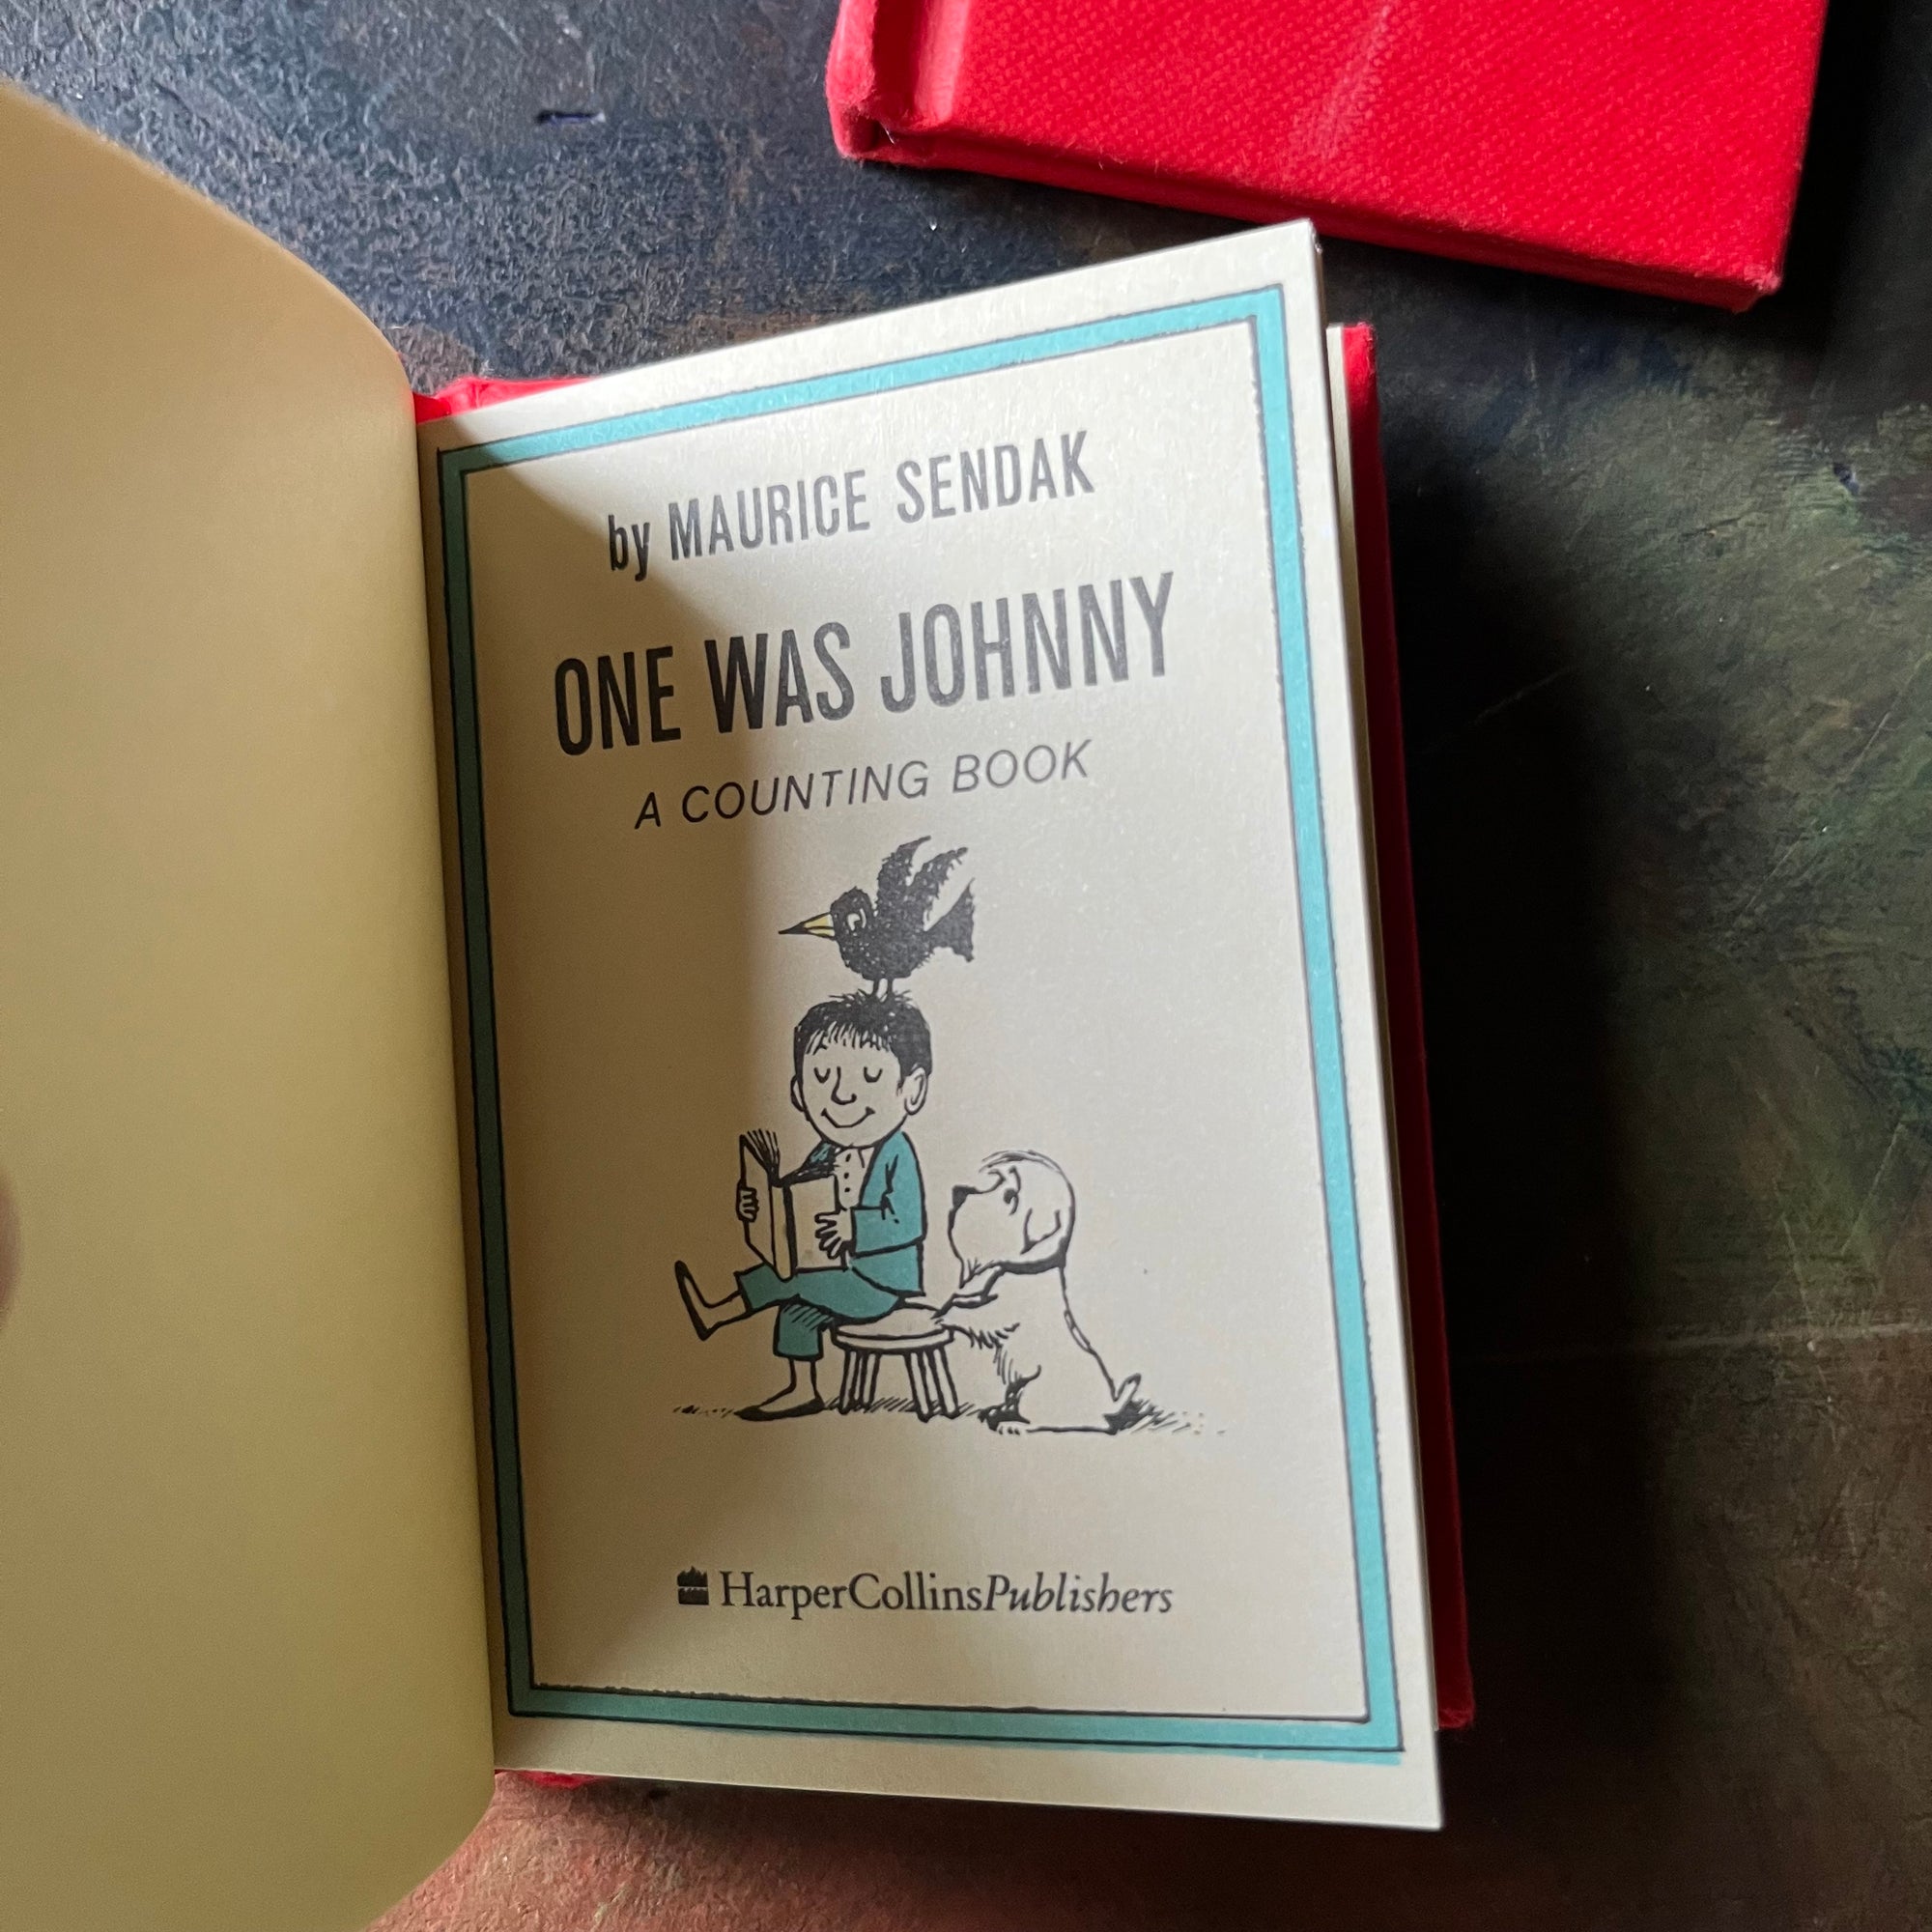 by MAURICE SENDAK
ONE WAS JOHNNY
A COUNTING BOOK
HarperCollinsPublishers